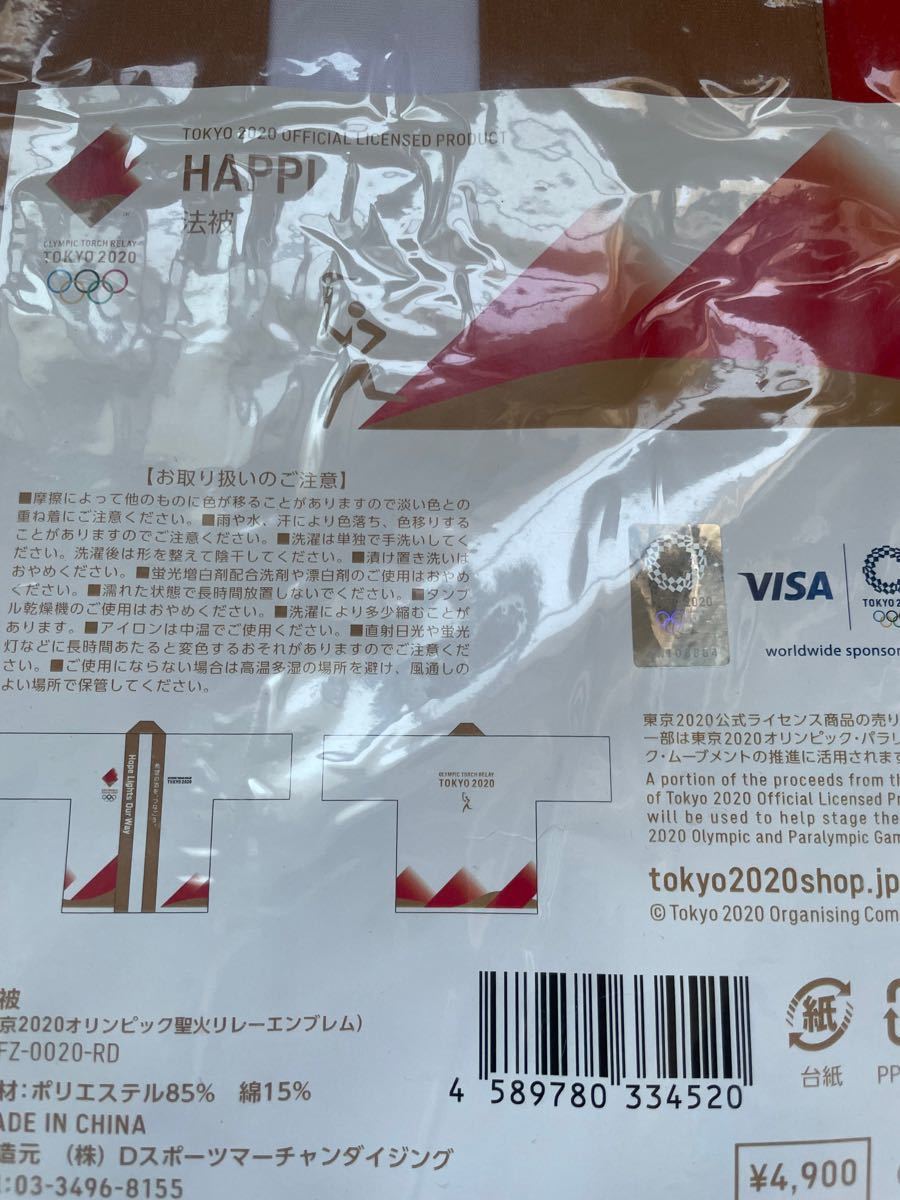 TOKYO 2020 OFFICIAL LICENSED PRODUCT
HAPPI
法被
OLYMPIC TORCH RELAY
TOKYO 2020
【お取り扱いのご注意】
■摩擦によって他のものに色が移ることがありますので淡い色との
重ね着にご注意ください。■雨や水、汗により色落ち、色移りする
ことがありますのでご注意ください。■洗濯は単独で手洗いしてく
ださい。洗濯後は形を整えて陰干してください。■漬け置き洗いは
おやめください。■蛍光増白剤配合洗剤や漂白剤のご使用はおやめ
ください。■濡れた状態で長時間放置しないでください。■タンブ
ル乾燥機のご使用はおやめください。■洗濯により多少縮むことが
あります。■アイロンは中温でご使用ください。■直射日光や蛍光
灯などに長時間あたると変色するおそれがありますのでご注意くだ
さい。■ご使用にならない場合は高温多湿の場所を避け、風通しの
よい場所で保管してください。
2020
VISA
TOKYO 2
worldwide sponsor
Hope Lights Our Way
希望の道を、つなごう。
TOKYO 2020
OLYMPIC TORCH RELAY
TOKYO 2020
東京2020公式ライセンス商品の売り
一部は東京2020オリンピック・パラリ
ク・ムーブメントの推進に活用されます
A portion of the proceeds from th
of Tokyo 2020 Official Licensed Pr
will be used to help stage the
2020 Olympic and Paralympic Gam
tokyo2020shop.jp
© Tokyo 2020 Organising Com
被
京2020オリンピック聖火リレーエンブレム)
FZ-0020-RD
材:ポリエステル85% 綿15%
ADE IN CHINA
造元 (株) Dスポーツマーチャンダイジング
l:03-3496-8155
4 589780 334520
紙
台紙
PP
¥4,900